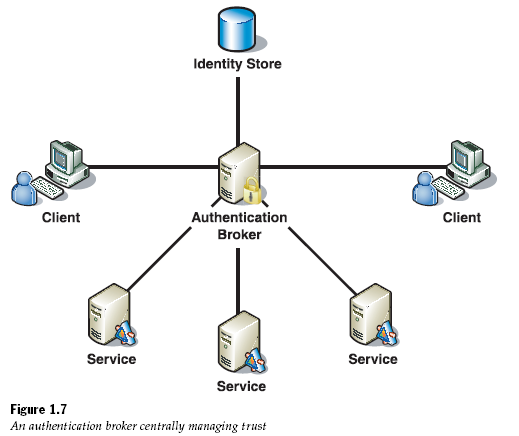 Identity Store
Client
Authentication
Broker
Client
Service
Service
Service
Figure 1.7
An authentication broker centrally managing trust